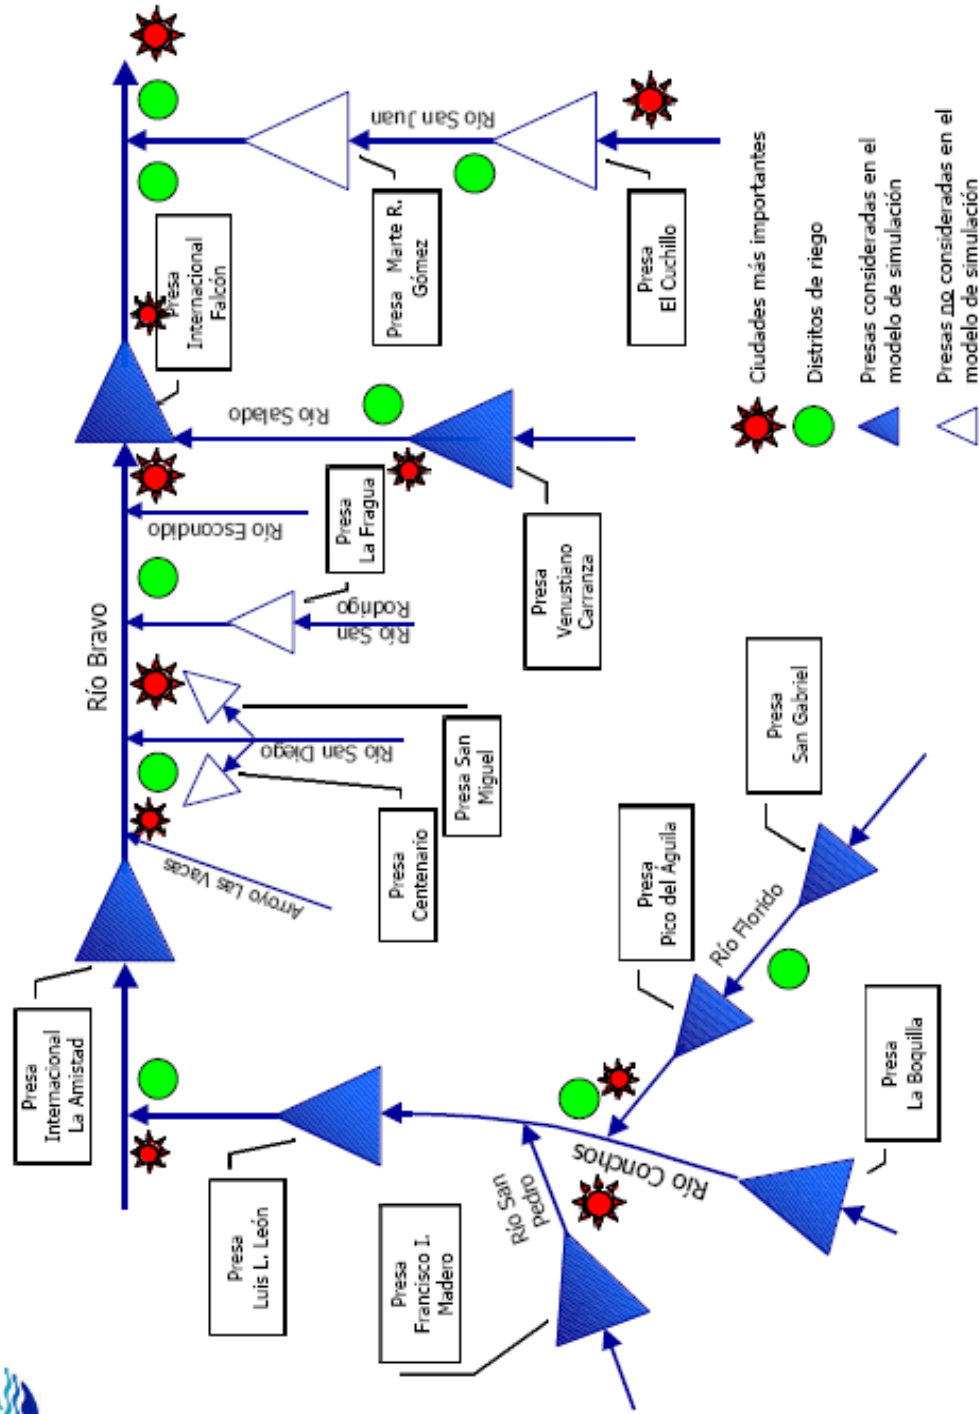 Río Bravo
Presa
Internacional
La Amistad
Presa
Internacional
Falcón
Arroyo Las Vacas
Río San Diego
Río San
Rodrigo
Río Escondido
Río Salado
Río San Juan
Presa
Centenario
Presa San
Miguel
Presa
La Fragua
Presa
Venustiano
Carranza
Presa Marte R.
Gómez
Presa
El Cuchillo
Presa
Luis L. León
Presa
Francisco I.
Madero
Río San
Pedro
Río Conchos
Presa
La Boquilla
Presa
Pico del Águila
Río Florido
Presa
San Gabriel
Ciudades más importantes
Distritos de riego
Presas consideradas en el
modelo de simulación
Presas no consideradas en el
modelo de simulación